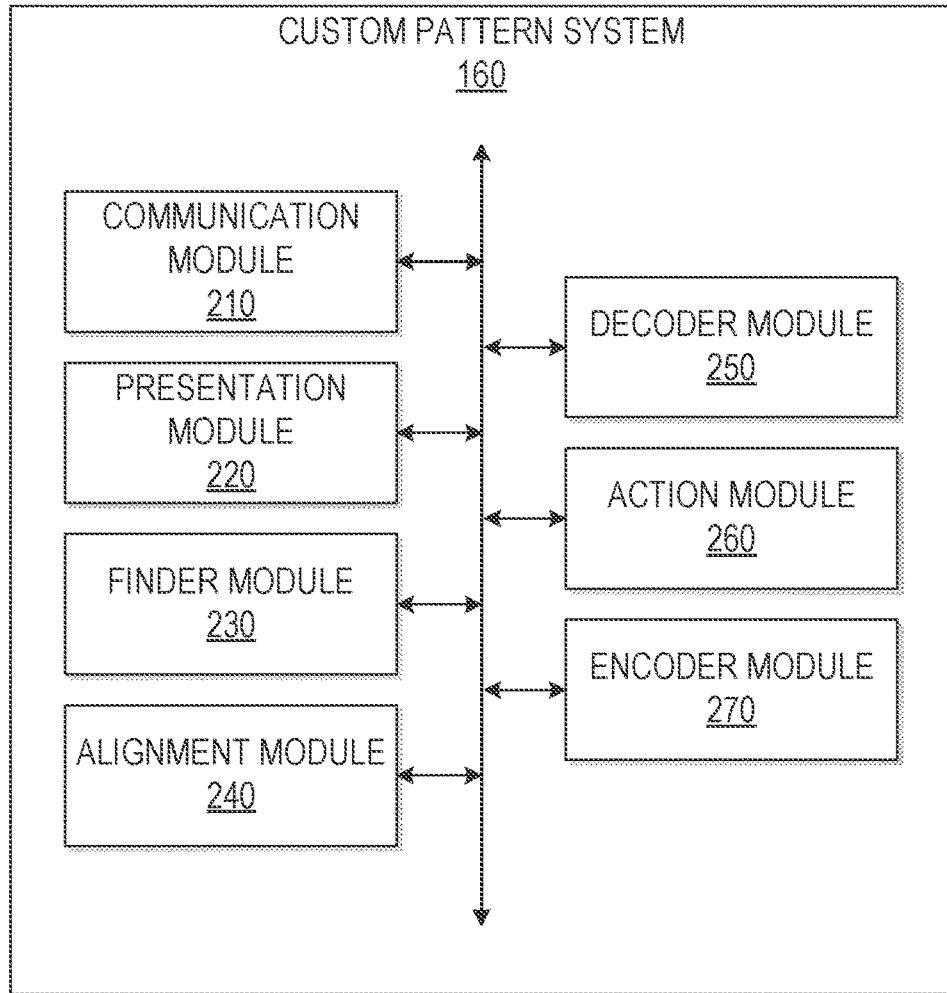 CUSTOM PATTERN SYSTEM
160
COMMUNICATION
MODULE
210
PRESENTATION
MODULE
220
FINDER MODULE
230
ALIGNMENT MODULE
240
DECODER MODULE
250
ACTION MODULE
260
ENCODER MODULE
270